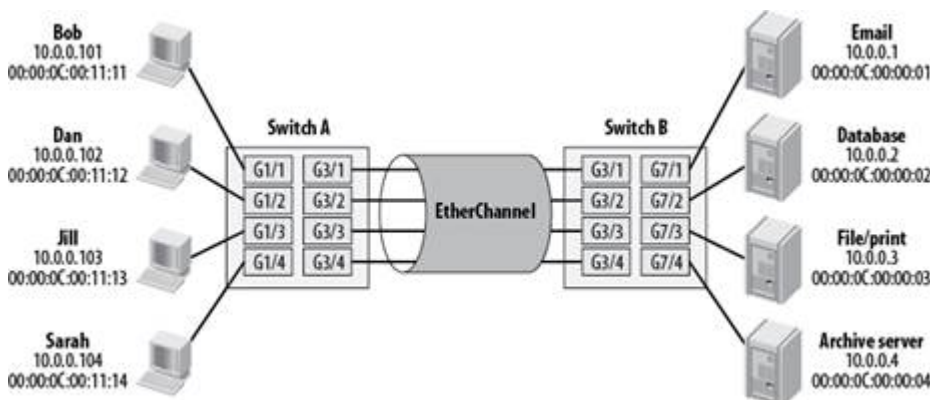 Bob
10.0.0.101
00:00:0C:00:11:11
Dan
10.0.0.102
00:00:0C:00:11:12
Jill
10.0.0.103
00:00:0C:00:11:13
Sarah
10.0.0.104
00:00:0C:00:11:14
Switch A
G1/1 G3/1
G1/2 G3/2
G1/3 G3/3
G1/4 G3/4
EtherChannel
Switch B
G3/1 G7/1
G3/2 G7/2
G3/3 G7/3
G3/4 G7/4
Email
10.0.0.1
00:00:0C:00:00:01
Database
10.0.0.2
00:00:0C:00:00:02
File/print
10.0.0.3
00:00:0C:00:00:03
Archive server
10.0.0.4
00:00:0C:00:00:04